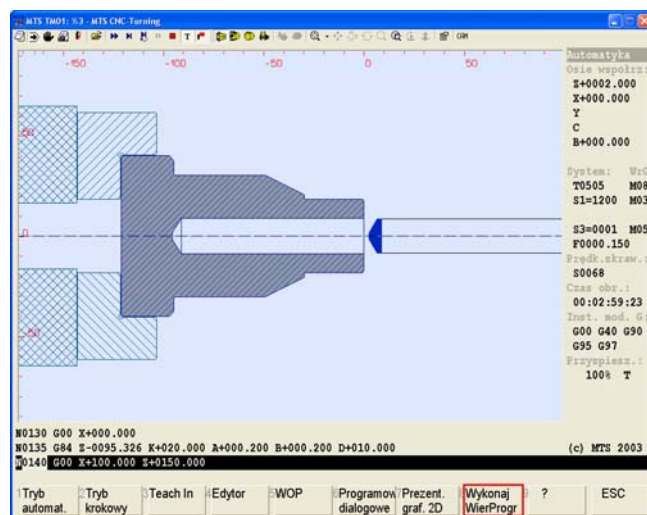 MTS TM01: %3 - MTS CNC-Turning
-150
-100
-50
0
50
50
0
-50
Automatyka
Osie współrz:
Z+0002.000
X+000.000
Y
C
B+000.000
System: WrG
T0505 M08
S1=1200 M03
S3=0001 M05
F0000.150
Prędk.skraw.:
S0068
Czas obr.:
00:02:59:23
Inst. mod. G:
G00 G40 G90
G95 G97
Przyspiesz.:
100% T
N0130 G00 X+000.000
N0135 G84 Z-0095.326 K+020.000 A+000.200 B+000.200 D+010.000 (c) MTS 2003
N0140 G00 X+100.000 Z+0150.000
1 Tryb automat.
2 Tryb krokowy
3 Teach In
4 Edytor
5 WOP
6 Programow dialogowe
7 Prezent. graf. 2D
8 Wykonaj WierProgr
9 ?
ESC